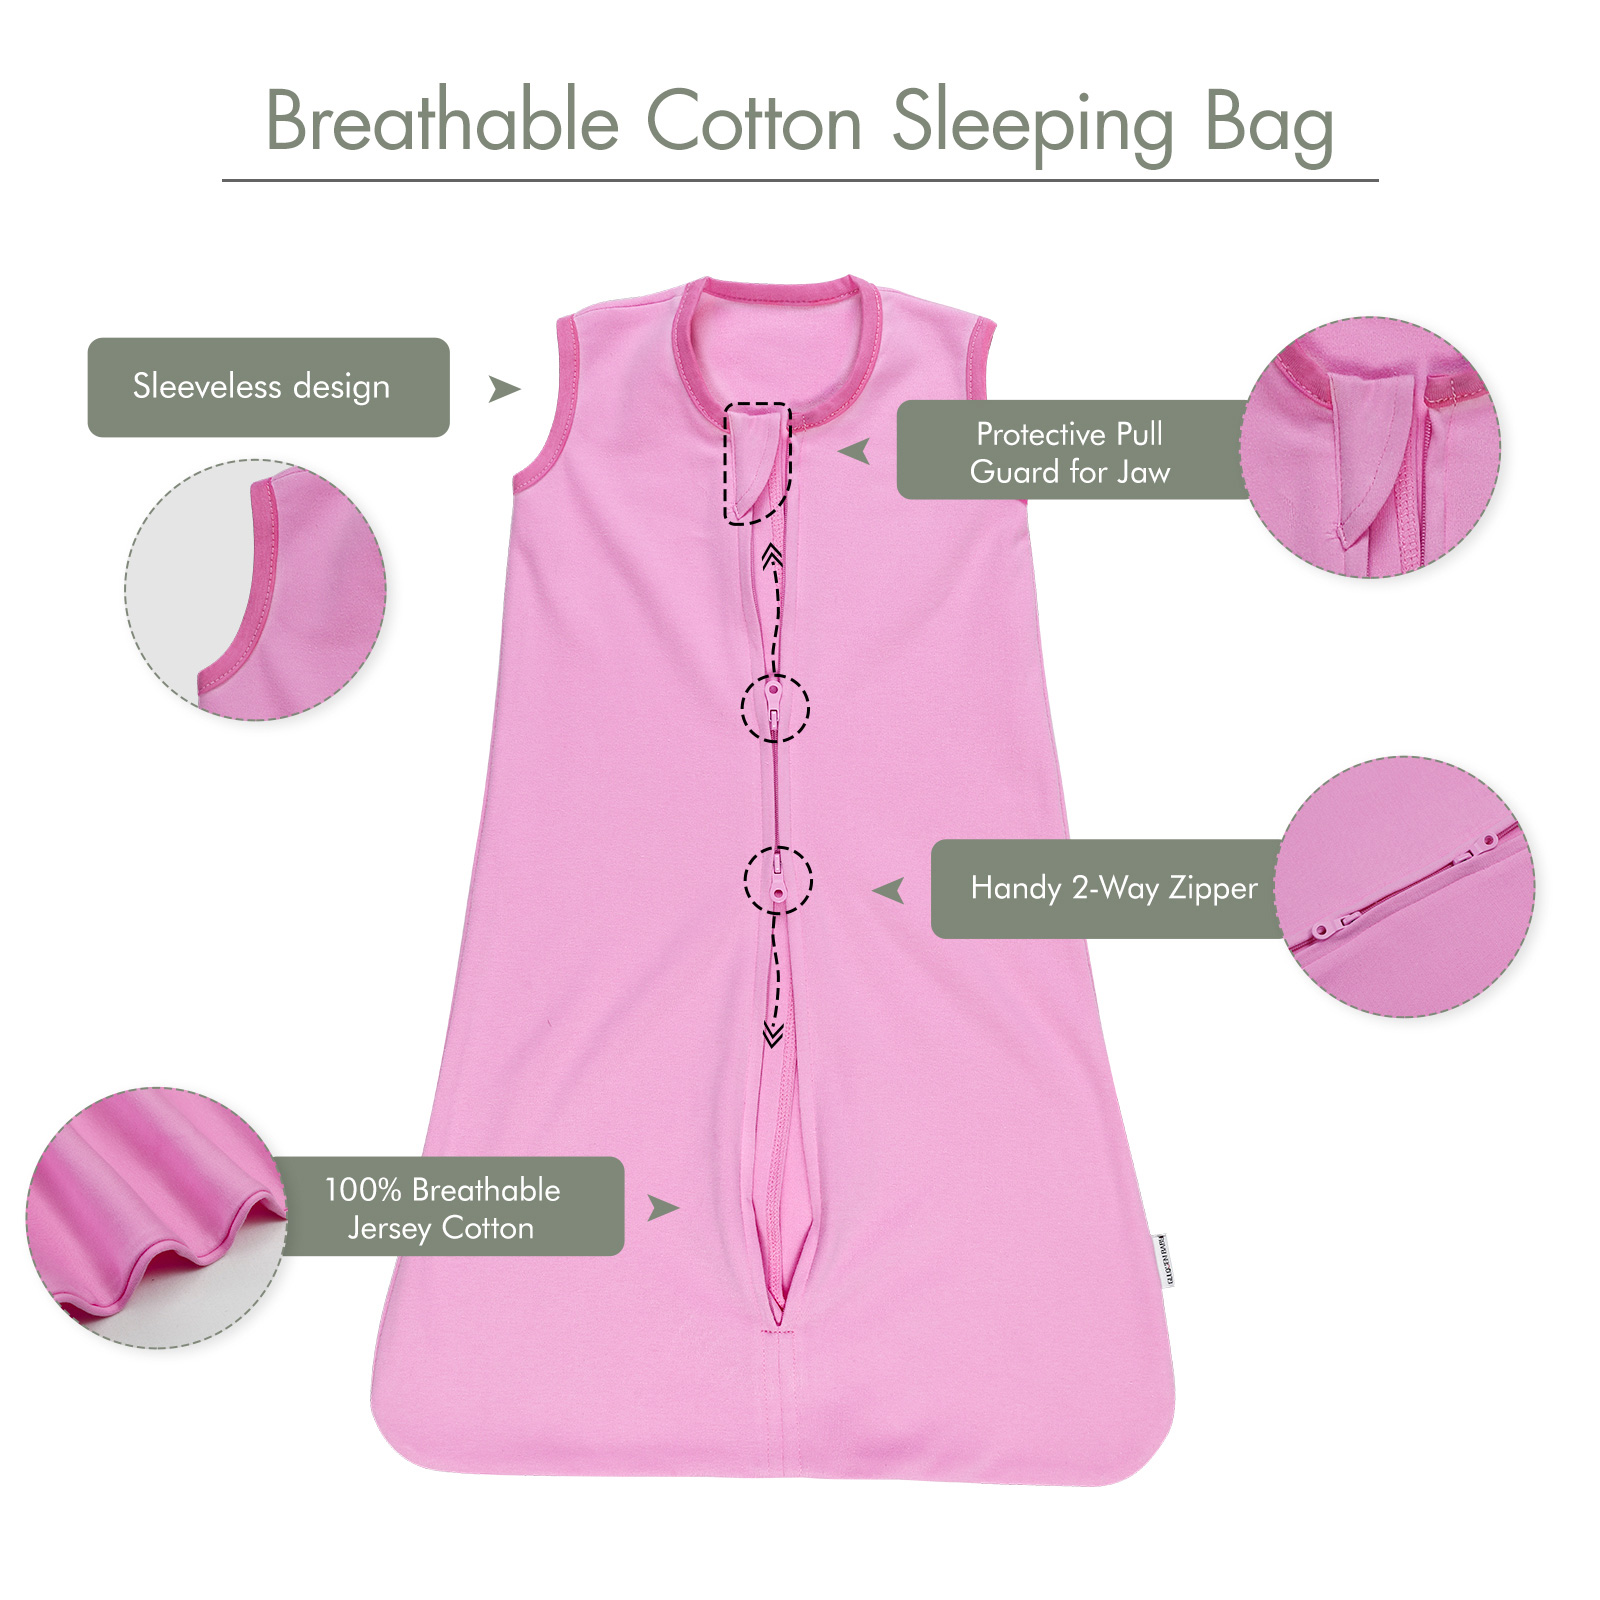 Breathable Cotton Sleeping Bag
Sleeveless design
Protective Pull
Guard for Jaw
Handy 2-Way Zipper
100% Breathable
Jersey Cotton